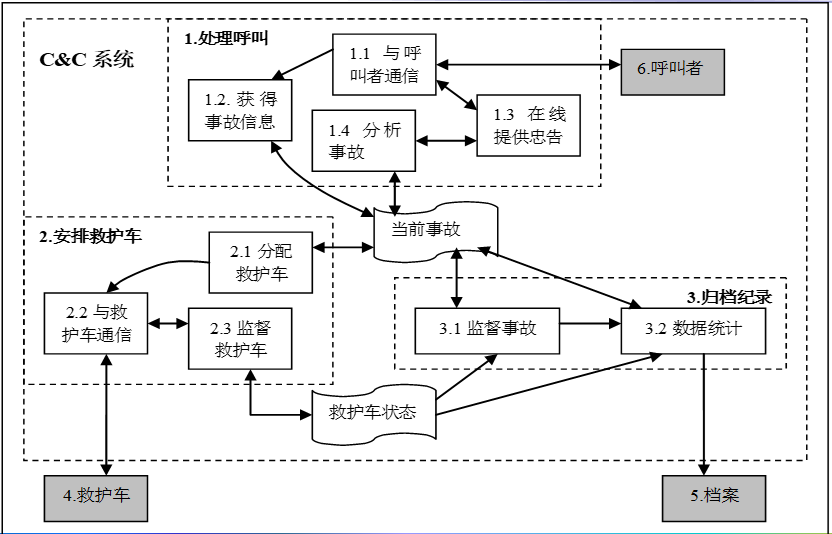 C&C 系统
1.处理呼叫
1.1 与呼
叫者通信
6.呼叫者
1.2. 获得
事故信息
1.3 在线
提供忠告
1.4 分析
事故
当前事故
2.安排救护车
2.1 分配
救护车
2.2 与救
护车通信
2.3 监督
救护车
3.归档纪录
3.1 监督事故
3.2 数据统计
救护车状态
4.救护车
5.档案